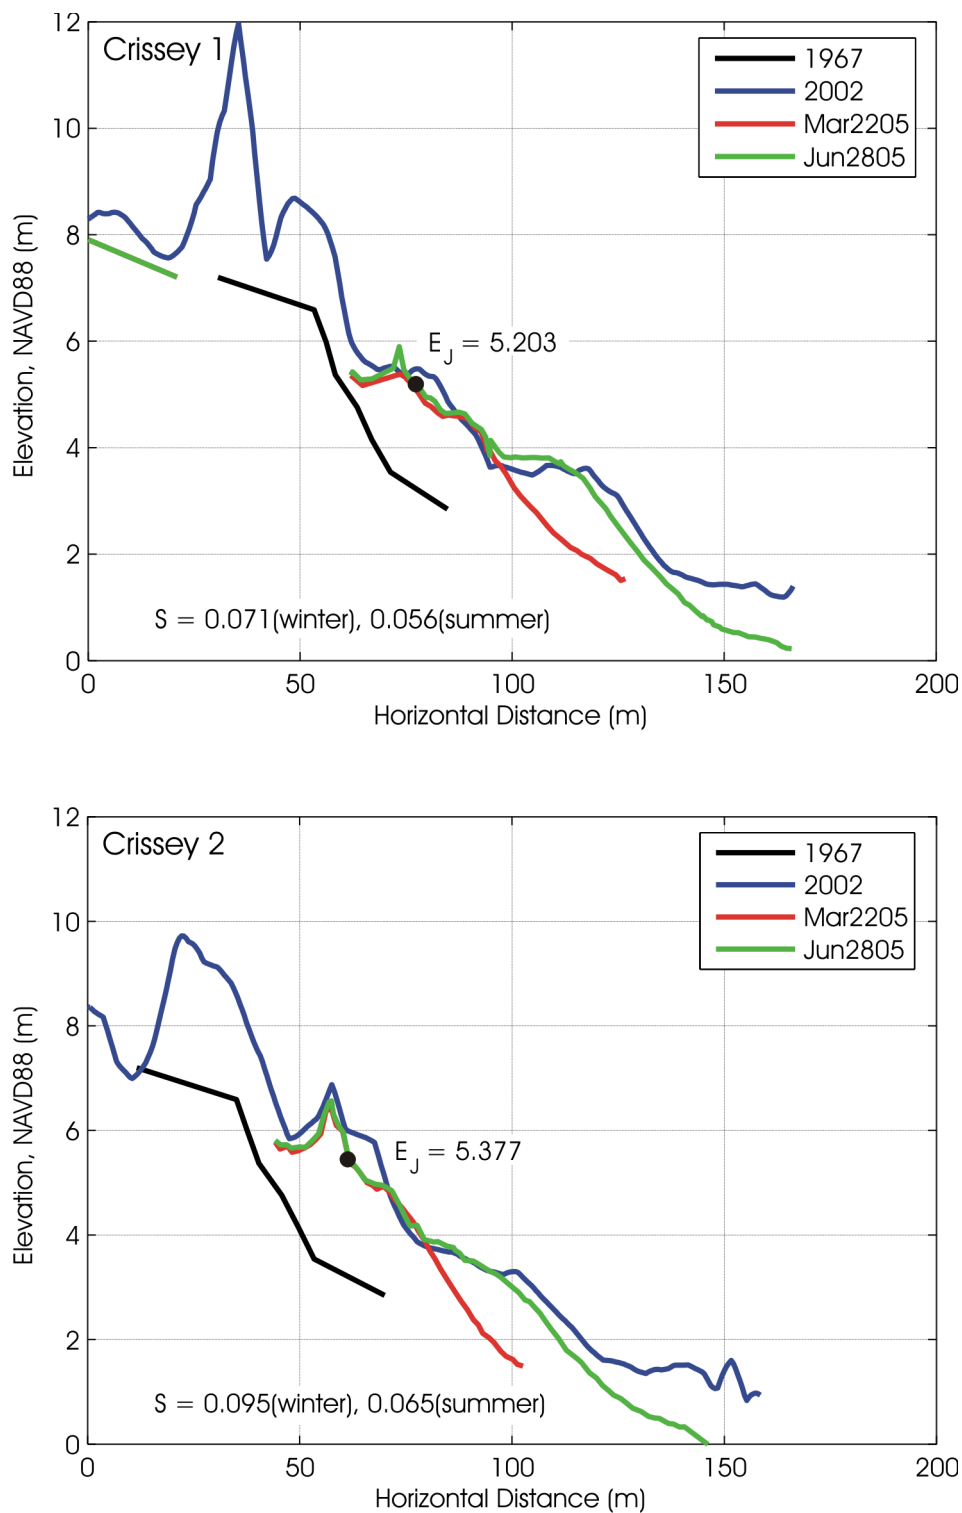 12
Crissey 1
1967
2002
Mar2205
Jun2805
10
8
6
4
2
0
E_J = 5.203
S = 0.071(winter), 0.056(summer)
0 50 100 150 200
Horizontal Distance (m)
Elevation, NAVD88 (m)
12
Crissey 2
1967
2002
Mar2205
Jun2805
10
8
6
4
2
0
E_J = 5.377
S = 0.095(winter), 0.065(summer)
0 50 100 150 200
Horizontal Distance (m)
Elevation, NAVD88 (m)